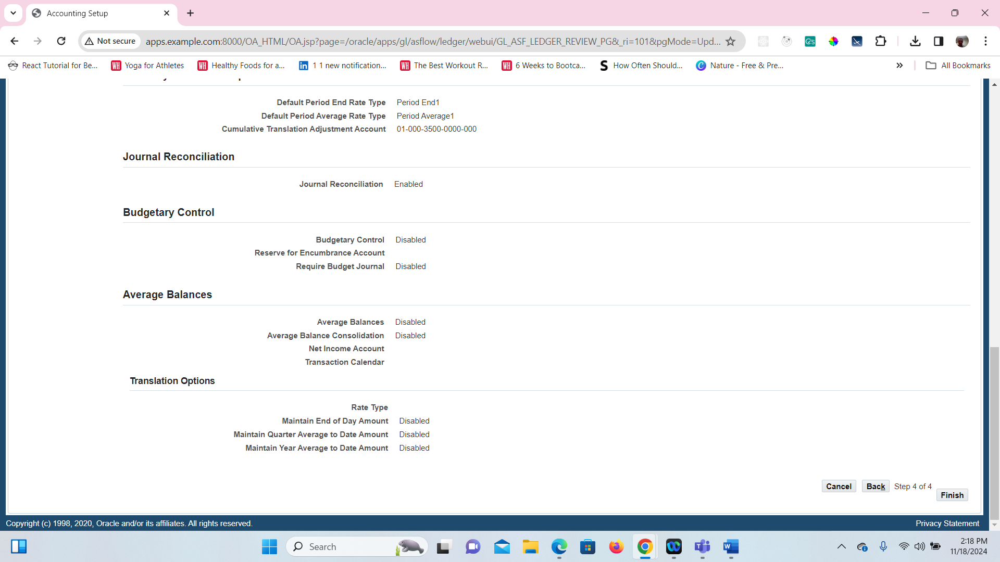 Accounting Setup
Not secure
apps.example.com:8000/OA_HTML/OA.jsp?page=/oracle/apps/gl/asflow/ledger/webui/GL_ASF_LEDGER_REVIEW_PG&_ri=101&pgMode=Upd...
React Tutorial for Be...
Yoga for Athletes
Healthy Foods for a...
1 1 new notification...
The Best Workout R...
6 Weeks to Bootca...
How Often Should...
Nature - Free & Pre...
All Bookmarks
Default Period End Rate Type Period End1
Default Period Average Rate Type Period Average1
Cumulative Translation Adjustment Account 01-000-3500-0000-000
Journal Reconciliation
Journal Reconciliation Enabled
Budgetary Control
Budgetary Control Disabled
Reserve for Encumbrance Account
Require Budget Journal Disabled
Average Balances
Average Balances Disabled
Average Balance Consolidation Disabled
Net Income Account
Transaction Calendar
Translation Options
Rate Type
Maintain End of Day Amount Disabled
Maintain Quarter Average to Date Amount Disabled
Maintain Year Average to Date Amount Disabled
Cancel Back Step 4 of 4
Finish
Copyright (c) 1998, 2020, Oracle and/or its affiliates. All rights reserved. Privacy Statement
Search
2:18 PM
11/18/2024